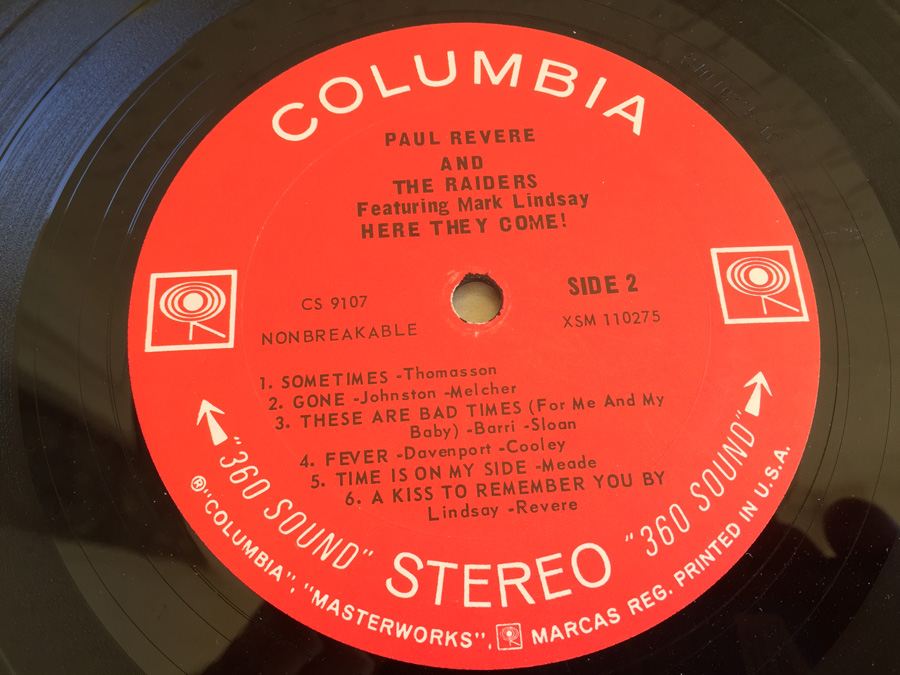 COLUMBIA
PAUL REVERE
AND
THE RAIDERS
Featuring Mark Lindsay
HERE THEY COME!
CS 9107
NONBREAKABLE
SIDE 2
XSM 110275
1. SOMETIMES -Thomasson
2. GONE -Johnston -Melcher
3. THESE ARE BAD TIMES (For Me And My
Baby) -Barri -Sloan
4. FEVER -Davenport -Cooley
5. TIME IS ON MY SIDE -Meade
6. A KISS TO REMEMBER YOU BY
Lindsay -Revere
"360 SOUND" STEREO "360 SOUND"
®"COLUMBIA", "MASTERWORKS", MARCAS REG. PRINTED IN U.S.A.